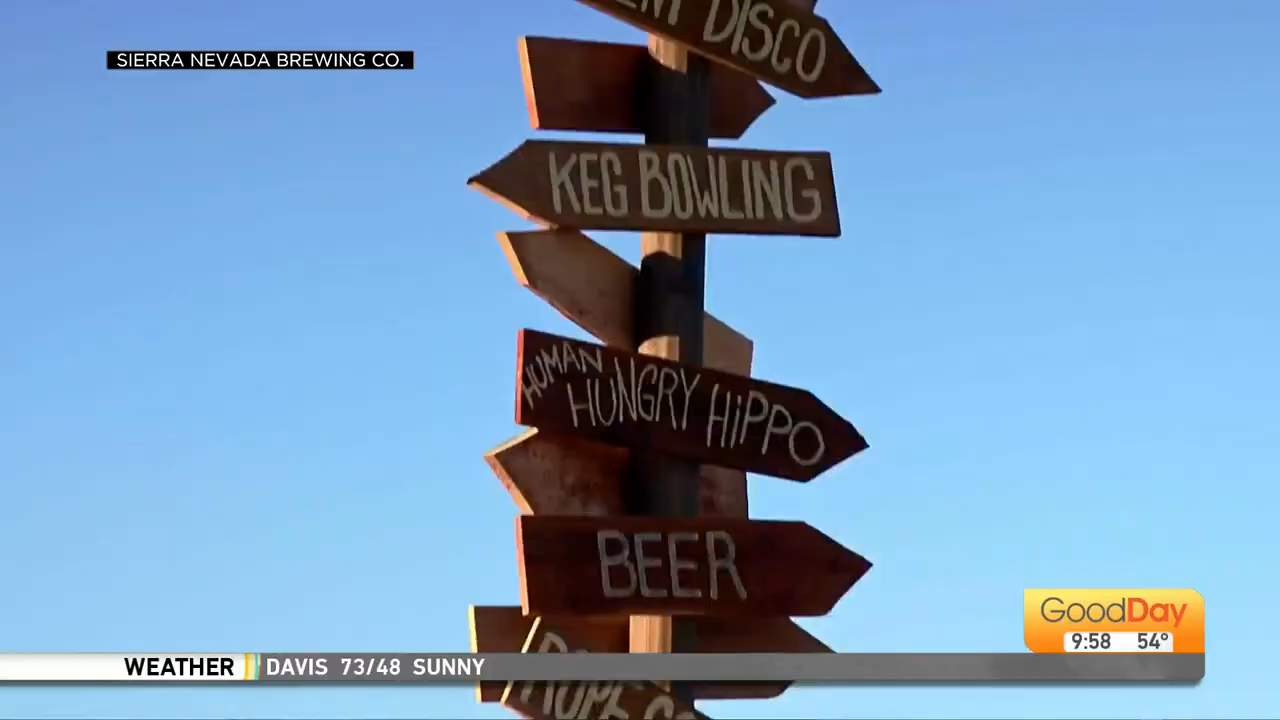 DISCO
SIERRA NEVADA BREWING CO.
KEG BOWLING
HUMAN
HUNGRY HiPPO
BEER
GoodDay
9:58 54°
WEATHER DAVIS 73/48 SUNNY